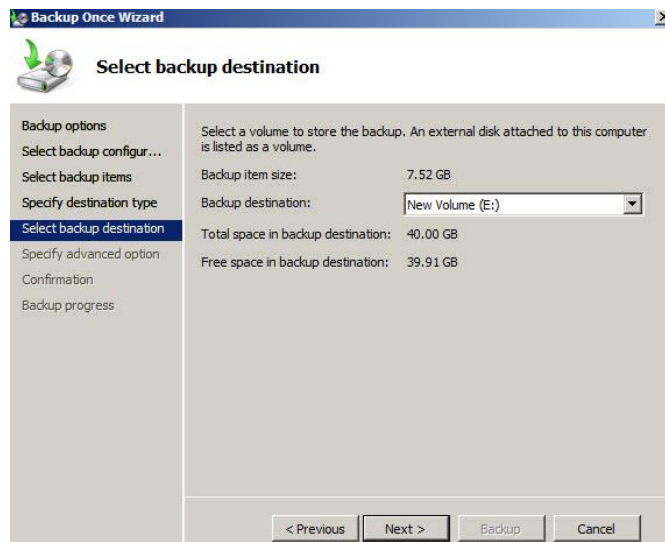 Backup Once Wizard
Select backup destination
Backup options
Select backup configur...
Select backup items
Specify destination type
Select backup destination
Specify advanced option
Confirmation
Backup progress
Select a volume to store the backup. An external disk attached to this computer
is listed as a volume.
Backup item size: 7.52 GB
Backup destination: New Volume (E:)
Total space in backup destination: 40.00 GB
Free space in backup destination: 39.91 GB
< Previous Next > Backup Cancel